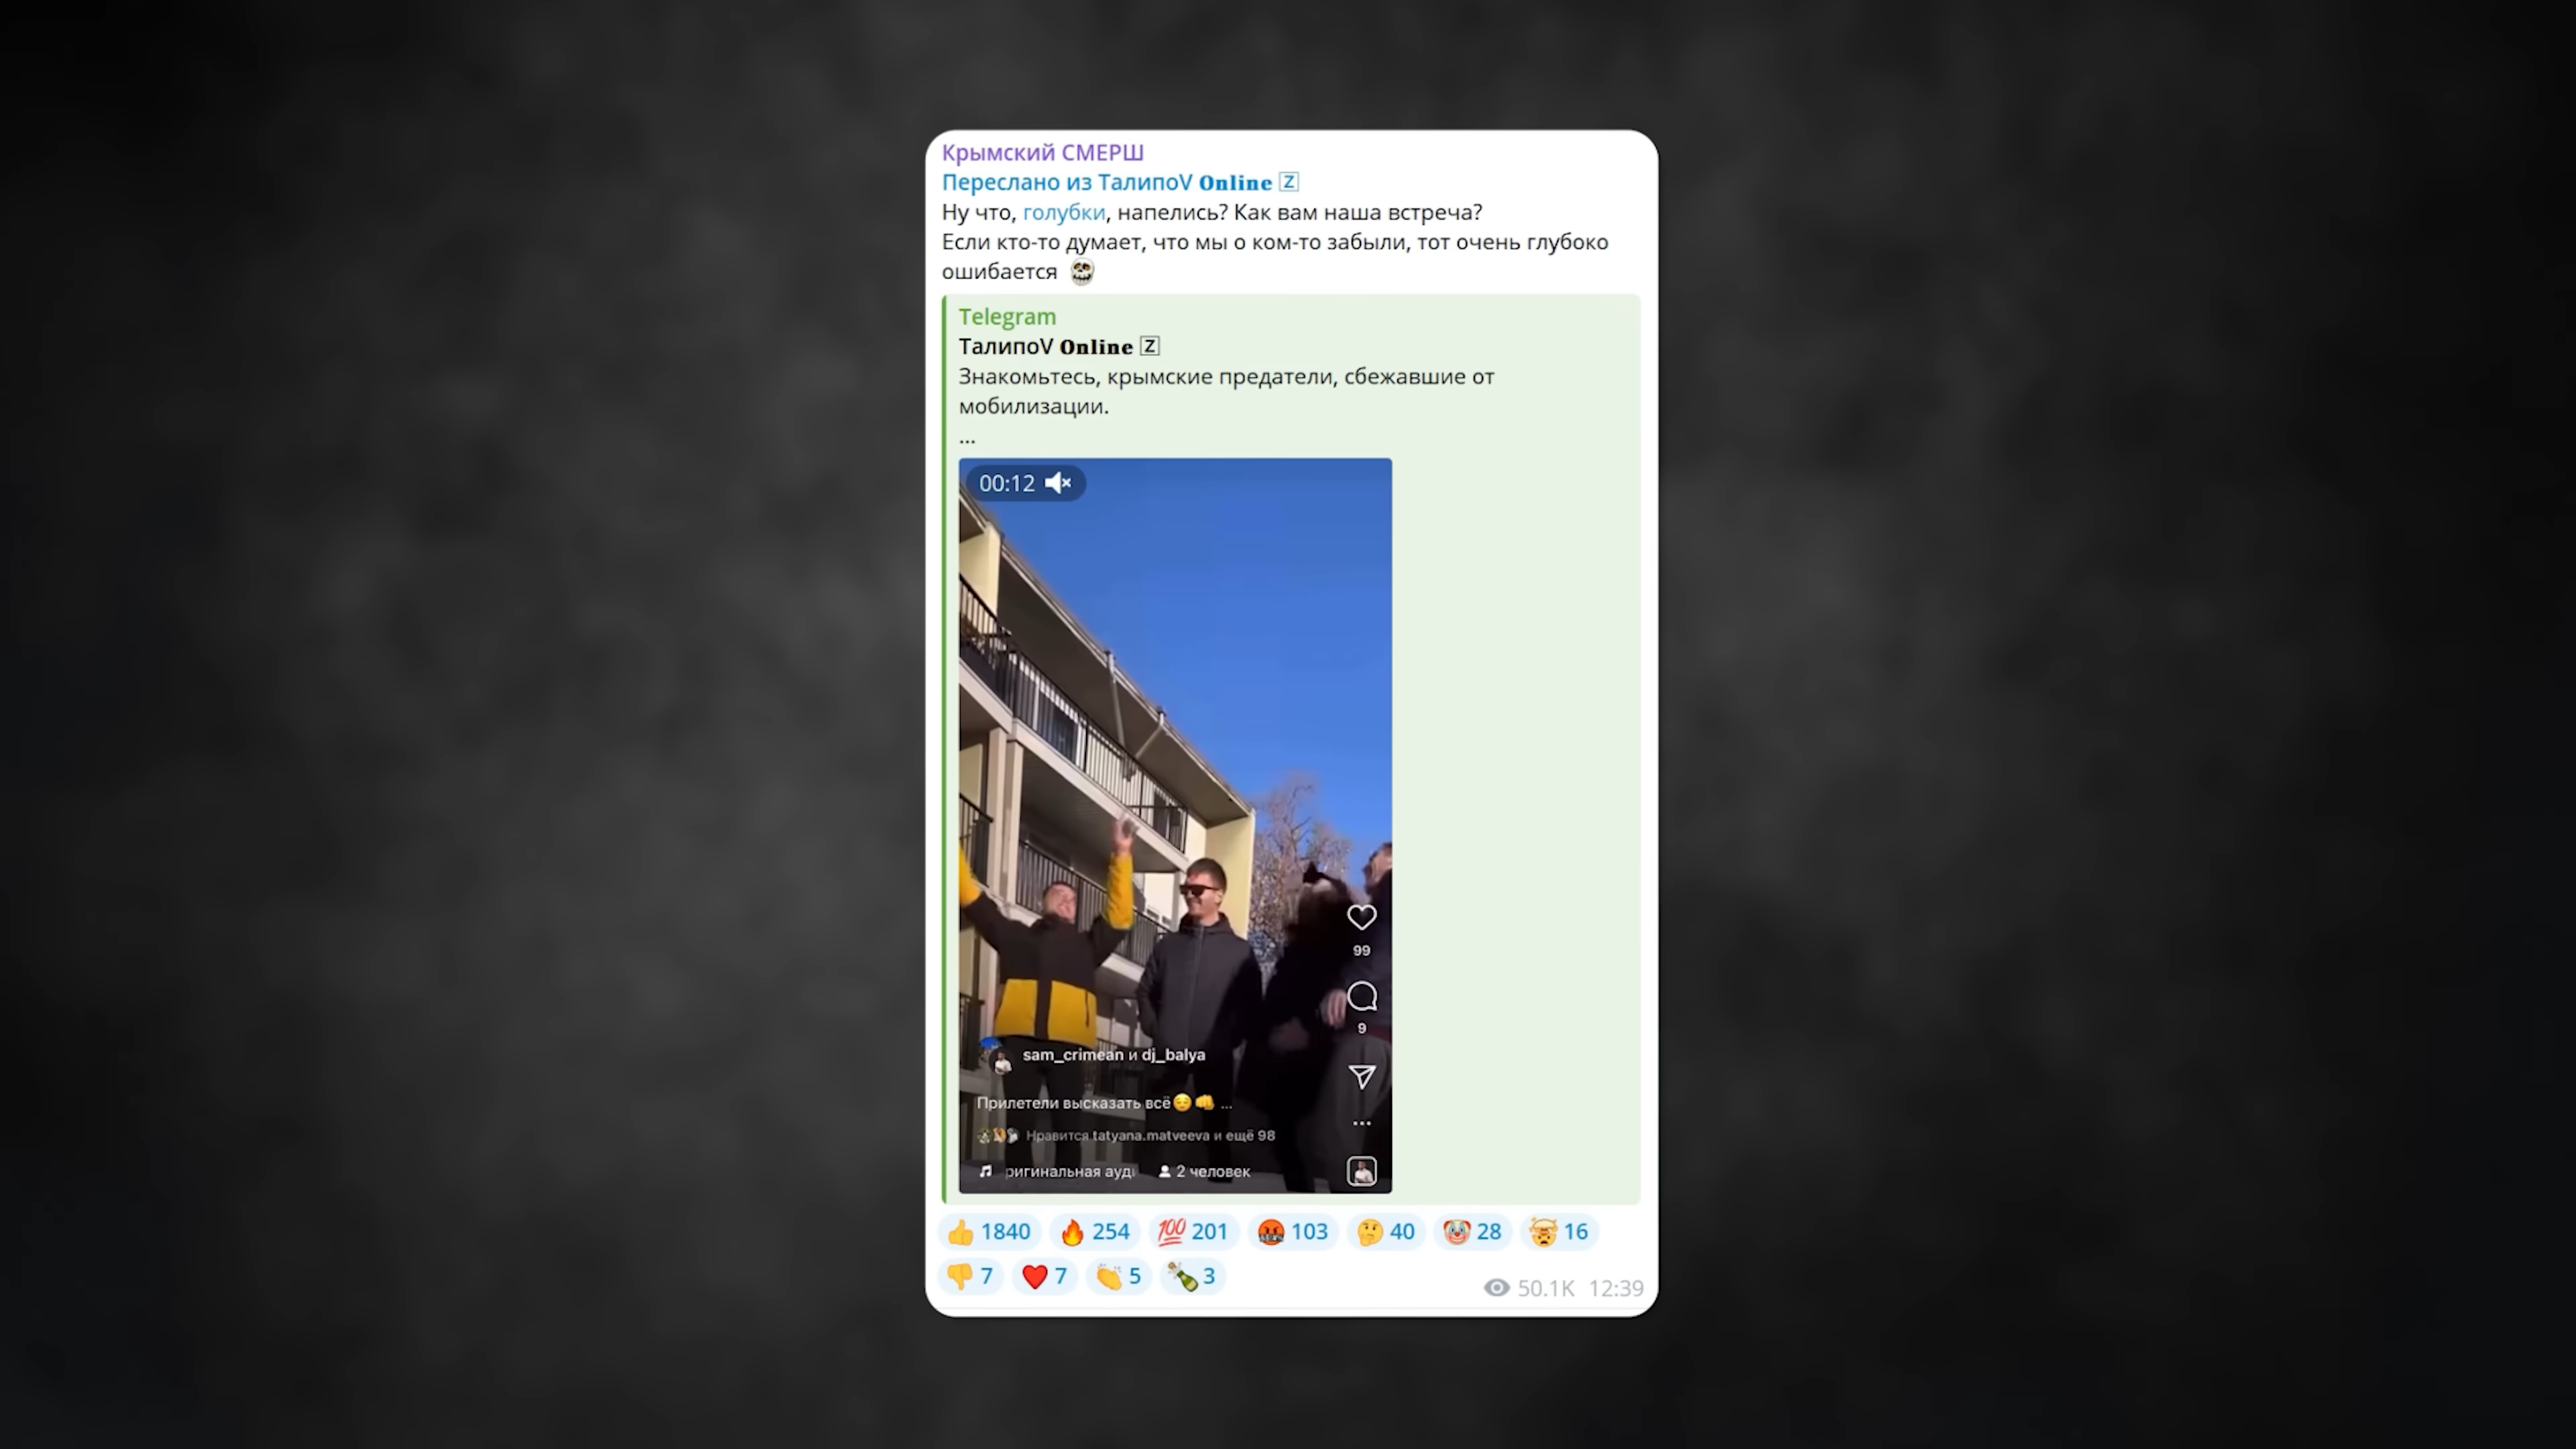 Крымский СМЕРШ
Переслано из ТалипоV Online Z
Ну что, голубки, напелись? Как вам наша встреча?
Если кто-то думает, что мы о ком-то забыли, тот очень глубоко
ошибается
Telegram
ТалипоV Online Z
Знакомьтесь, крымские предатели, сбежавшие от
мобилизации.
...
00:12
99
9
sam_crimean и dj_balya
Прилетели высказать всё ...
Нравится tatyana.matveeva и ещё 98
ригинальная ауд 2 человек
1840 254 100 201 103 40 28 16
7 7 5 3
50.1K 12:39